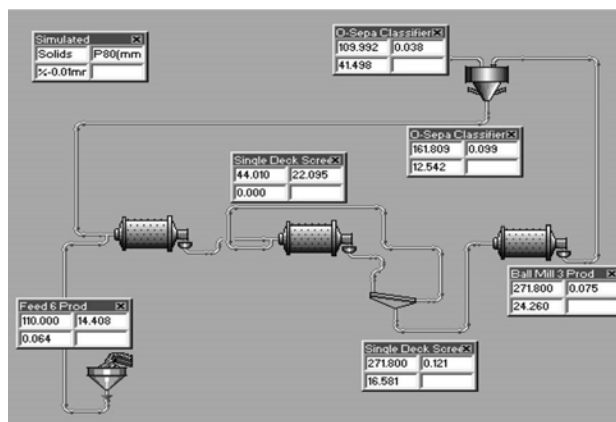 Simulated
Solids P80(mm
%-0.01mr
O-Sepa Classifier
109.992 0.038
41.498
O-Sepa Classifier
161.809 0.099
12.542
Single Deck Scree
44.010 22.095
0.000
Ball Mill 3 Prod
271.800 0.075
24.260
Feed 6 Prod
110.000 14.408
0.064
Single Deck Scree
271.800 0.121
16.581